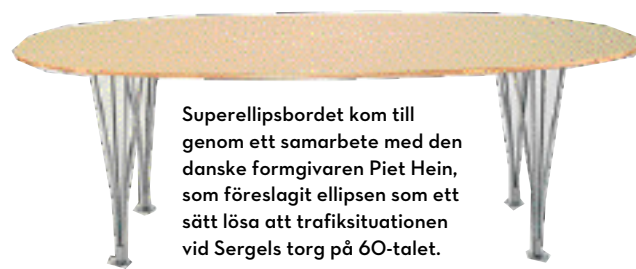 Superellipsbordet kom till
genom ett samarbete med den
danske formgivaren Piet Hein,
som föreslagit ellipsen som ett
sätt lösa att trafiksituationen
vid Sergels torg på 60-talet.